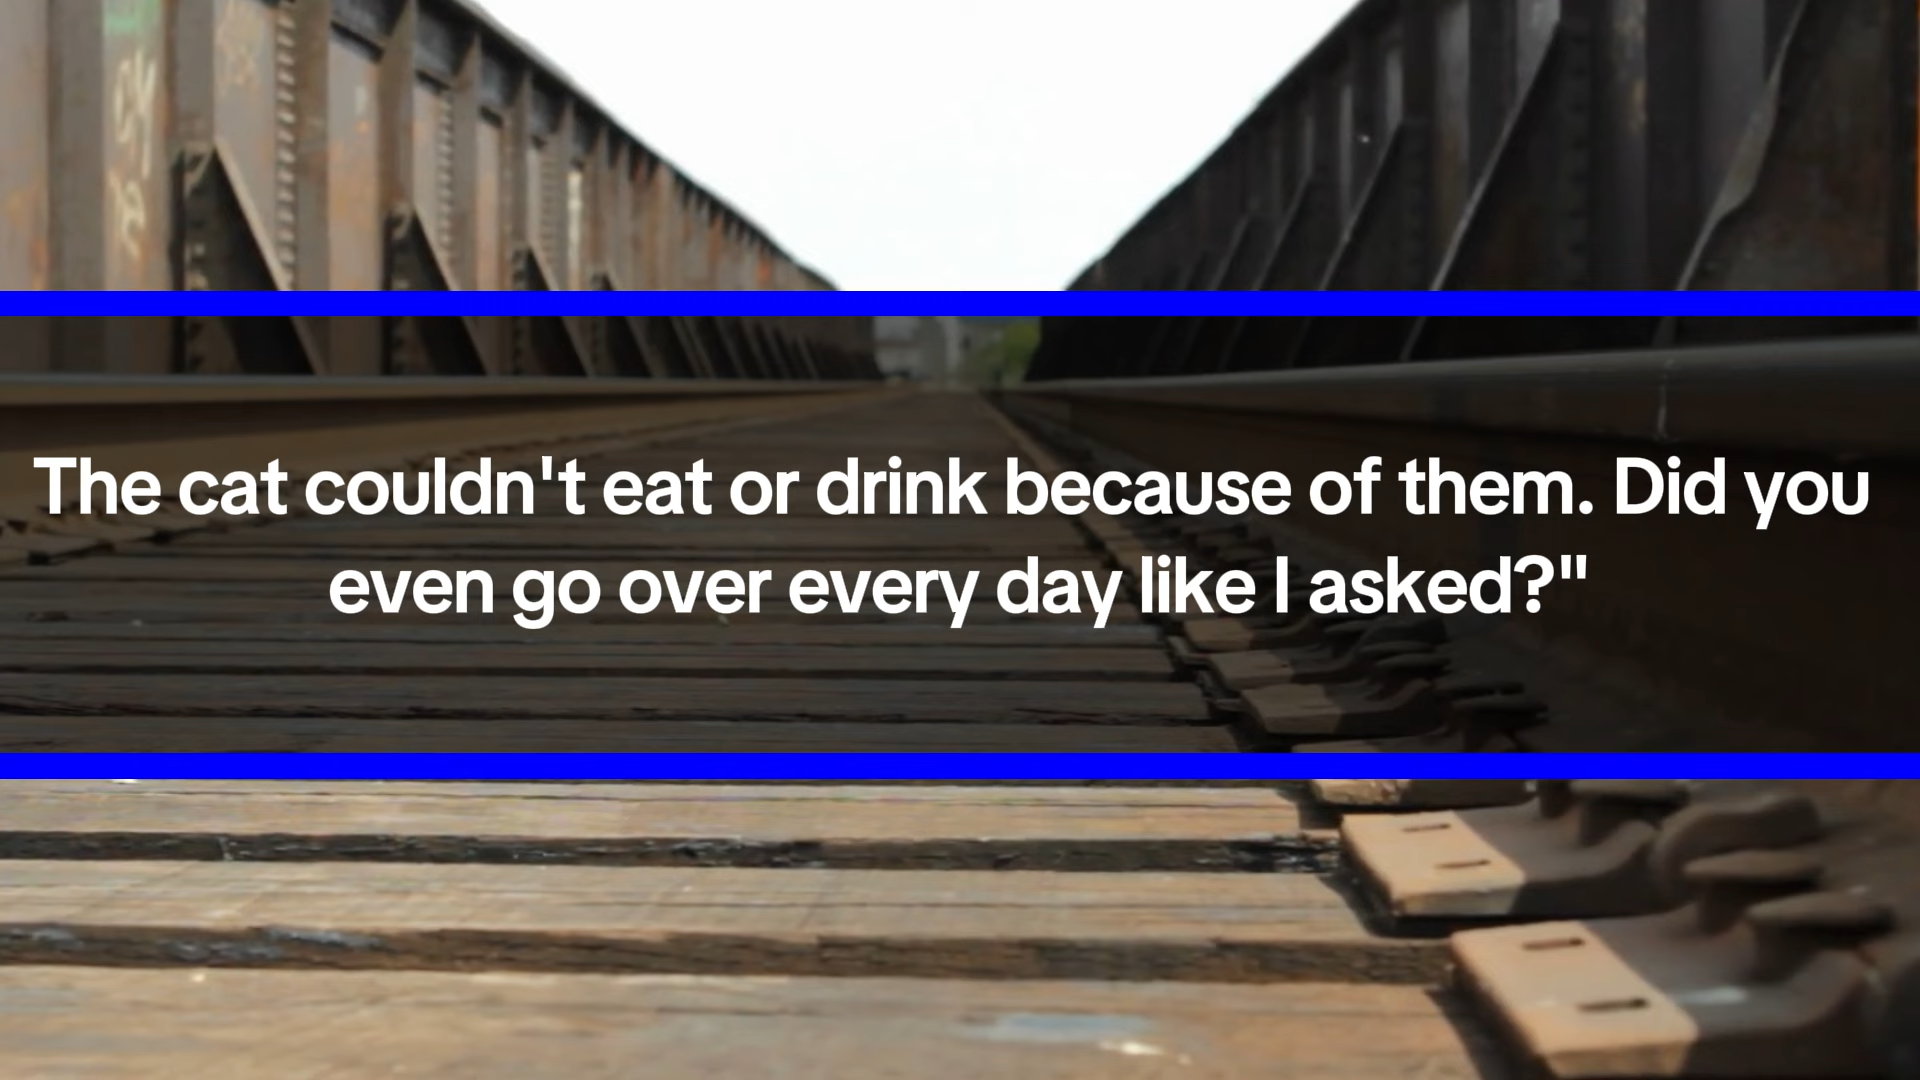 The cat couldn't eat or drink because of them. Did you
even go over every day like I asked?"